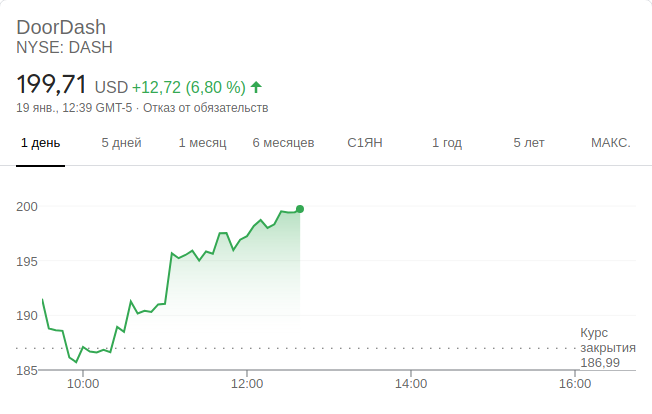 DoorDash
NYSE: DASH
199,71 USD +12,72 (6,80 %)
19 янв., 12:39 GMT-5 · Отказ от обязательств
1 день 5 дней 1 месяц 6 месяцев С1ЯН 1 год 5 лет МАКС.
200
195
190
Курс
закрытия
186,99
185
10:00 12:00 14:00 16:00